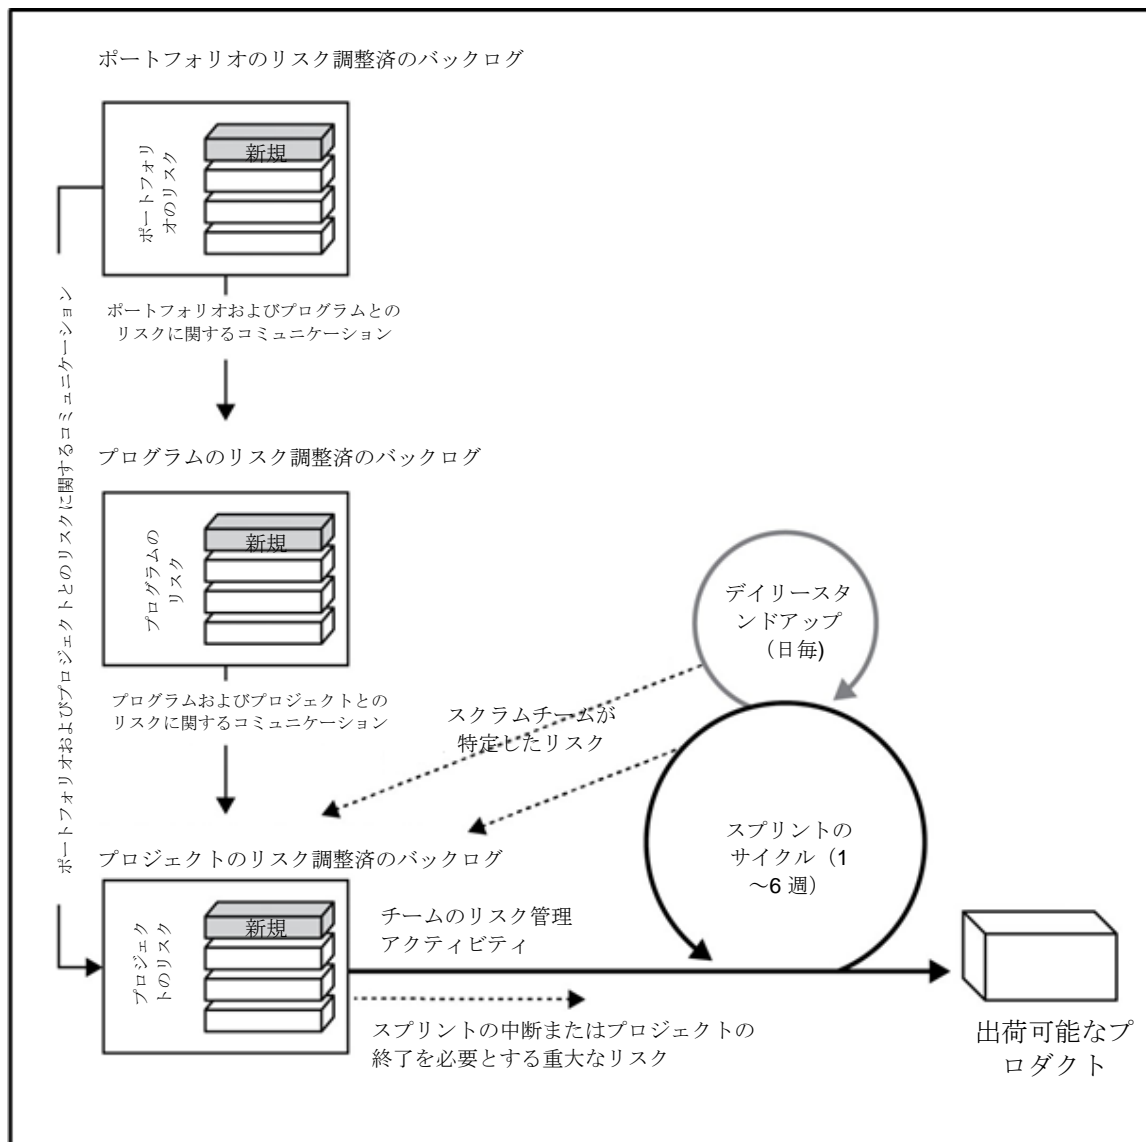 ポートフォリオのリスク調整済のバックログ
新規
ポートフォリ
オのリスク
ポートフォリオおよびプログラムとの
リスクに関するコミュニケーション
ポートフォリオおよびプロジェクトとのリスクに関するコミュニケーション
プログラムのリスク調整済のバックログ
新規
プログラムの
リスク
プログラムおよびプロジェクトとの
リスクに関するコミュニケーション
デイリースタ
ンドアップ
（日毎)
スクラムチームが
特定したリスク
スプリントの
サイクル（1
～6 週）
プロジェクトのリスク調整済のバックログ
新規
プロジェク
トのリスク
チームのリスク管理
アクティビティ
スプリントの中断またはプロジェクトの
終了を必要とする重大なリスク
出荷可能なプ
ロダクト